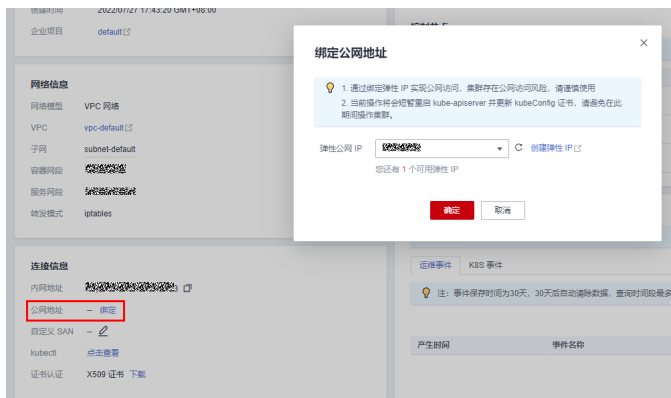 创建时间 2022/07/27 17:43:20 GMT+08:00
企业项目 default
网络信息
网络模型 VPC 网络
VPC vpc-default
子网 subnet-default
容器网段
服务网段
转发模式 iptables
连接信息
内网地址
公网地址 -- 绑定
自定义 SAN --
kubectl 点击查看
证书认证 X509 证书 下载
绑定公网地址
1. 通过绑定弹性 IP 实现公网访问，集群存在公网访问风险，请谨慎使用
2. 当前操作将会短暂重启 kube-apiserver 并更新 kubeConfig 证书，请避免在此
期间操作集群。
弹性公网 IP 创建弹性 IP
您还有 1 个可用弹性 IP
确定 取消
运维事件 K8S 事件
注：事件保存时间为30天，30天后自动清除数据，查询时间段最多
产生时间 事件名称